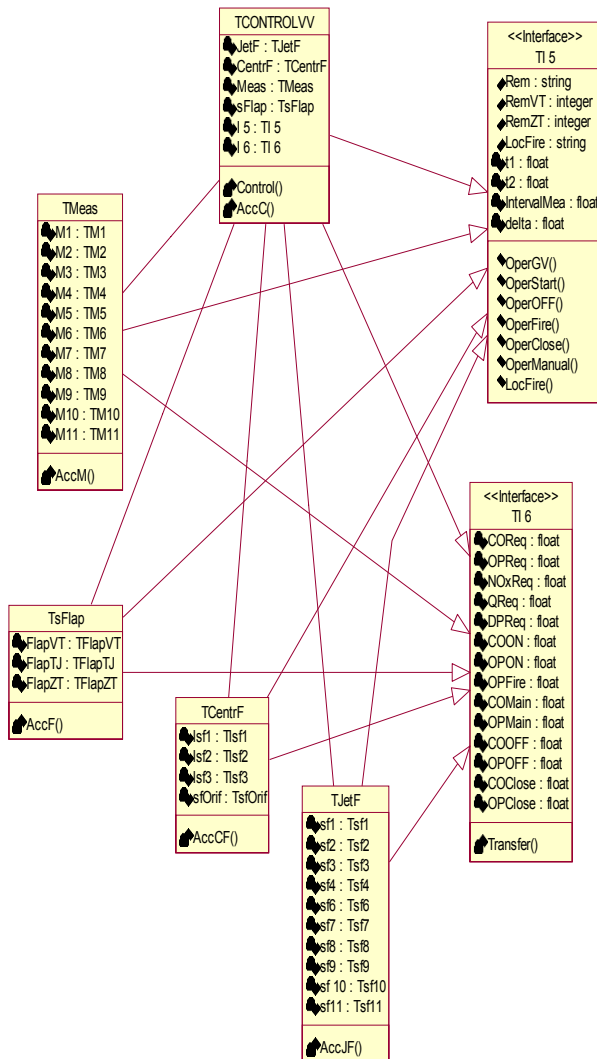 TCONTROLVV
JetF : TJetF
CentrF : TCentrF
Meas : TMeas
sFlap : TsFlap
I 5 : TI 5
I 6 : TI 6
Control()
AccC()
<<Interface>>
TI 5
Rem : string
RemVT : integer
RemZT : integer
LocFire : string
t1 : float
t2 : float
IntervalMea : float
delta : float
OperGV()
OperStart()
OperOFF()
OperFire()
OperClose()
OperManual()
LocFire()
TMeas
M1 : TM1
M2 : TM2
M3 : TM3
M4 : TM4
M5 : TM5
M6 : TM6
M7 : TM7
M8 : TM8
M9 : TM9
M10 : TM10
M11 : TM11
AccM()
<<Interface>>
TI 6
COReq : float
OPReq : float
NOxReq : float
QReq : float
DPReq : float
COON : float
OPON : float
OPFire : float
COMain : float
OPMain : float
COOFF : float
OPOFF : float
COClose : float
OPClose : float
Transfer()
TsFlap
FlapVT : TFlapVT
FlapTJ : TFlapTJ
FlapZT : TFlapZT
AccF()
TCentrF
lsf1 : Tlsf1
lsf2 : Tlsf2
lsf3 : Tlsf3
sfOrif : TsfOrif
AccCF()
TJetF
sf1 : Tsf1
sf2 : Tsf2
sf3 : Tsf3
sf4 : Tsf4
sf6 : Tsf6
sf7 : Tsf7
sf8 : Tsf8
sf9 : Tsf9
sf 10 : Tsf10
sf11 : Tsf11
AccJF()